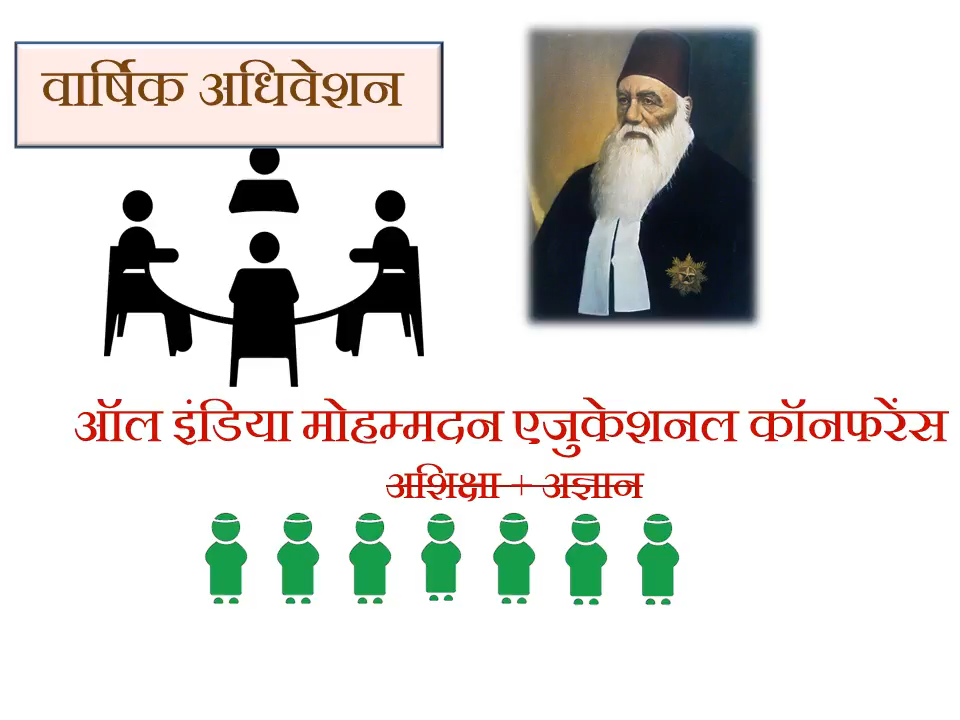 वार्षिक अधिवेशन
ऑल इंडिया मोहम्मदन एजुकेशनल कॉनफरेंस
अशिक्षा + अज्ञान